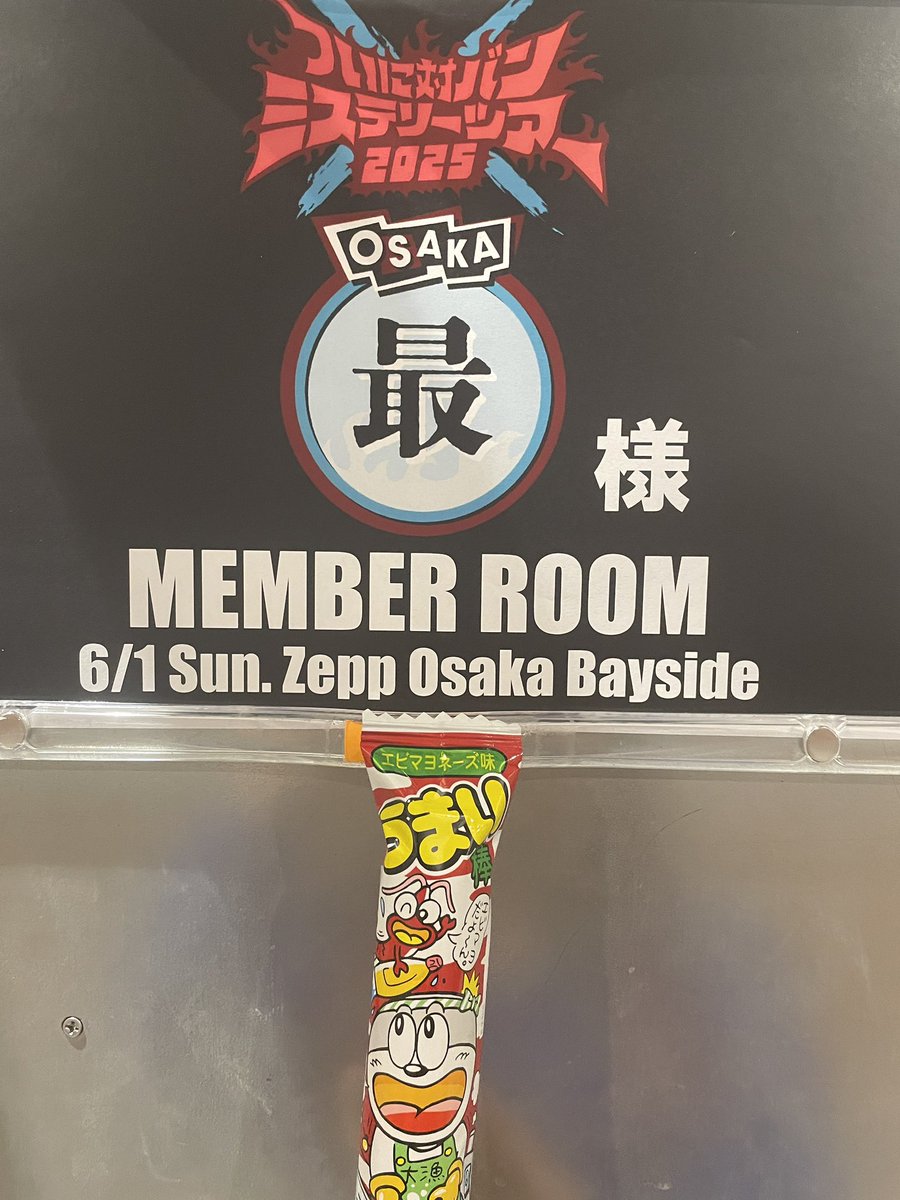 ついに対バン
ミステリーツアー
2025
OSAKA
最
様
MEMBER ROOM
6/1 Sun. Zepp Osaka Bayside
エビマヨネーズ味
うまい
棒
大漁